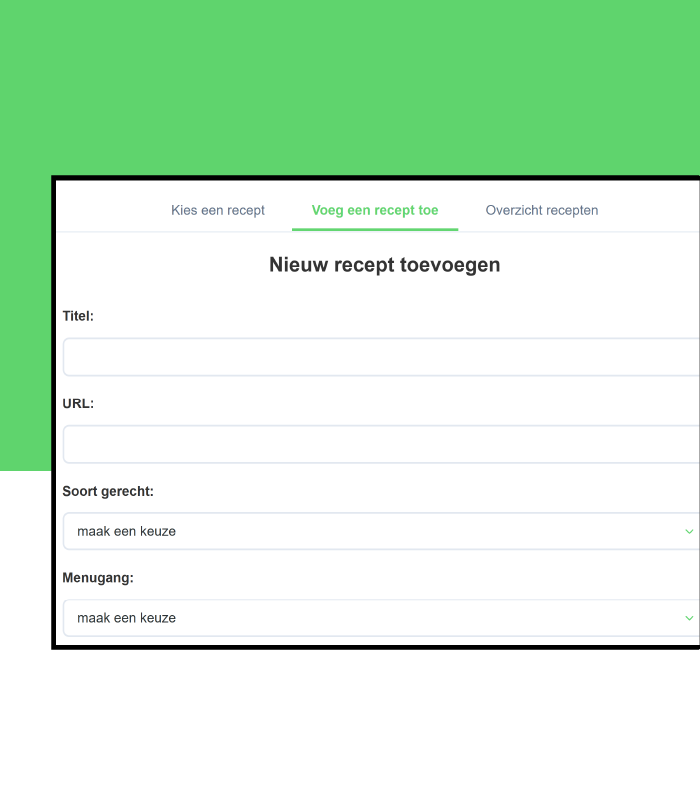 Kies een recept Voeg een recept toe Overzicht recepten
Nieuw recept toevoegen
Titel:
URL:
Soort gerecht:
maak een keuze
Menugang:
maak een keuze